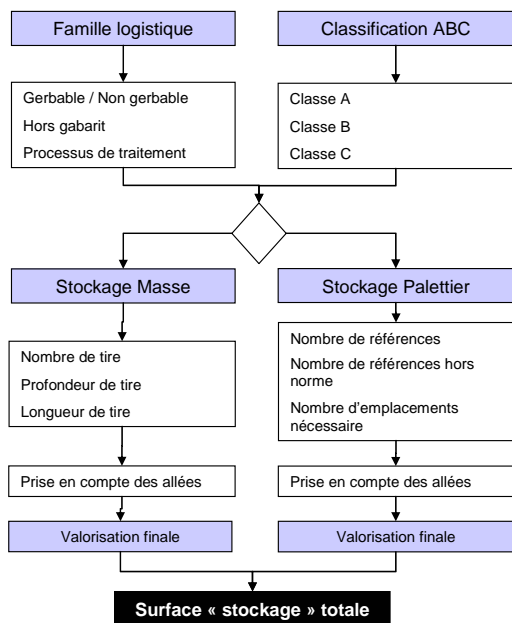 Famille logistique
Classification ABC
Gerbable / Non gerbable
Hors gabarit
Processus de traitement
Classe A
Classe B
Classe C
Stockage Masse
Stockage Palettier
Nombre de tire
Profondeur de tire
Longueur de tire
Nombre de références
Nombre de références hors
norme
Nombre d'emplacements
nécessaire
Prise en compte des allées
Prise en compte des allées
Valorisation finale
Valorisation finale
Surface « stockage » totale